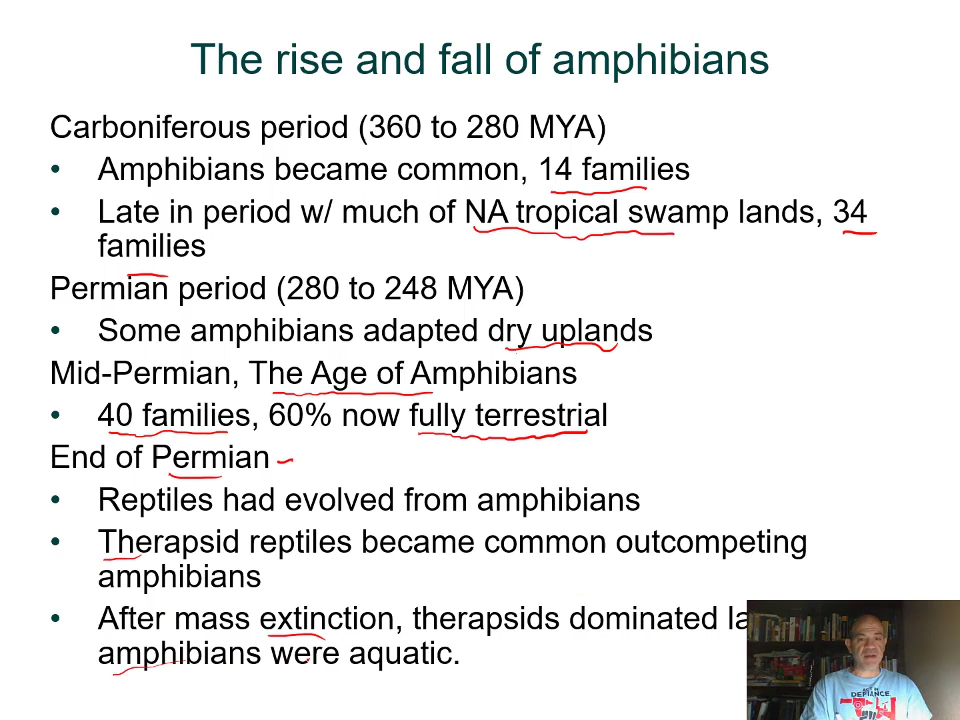 The rise and fall of amphibians
Carboniferous period (360 to 280 MYA)
• Amphibians became common, 14 families
• Late in period w/ much of NA tropical swamp lands, 34
families
Permian period (280 to 248 MYA)
• Some amphibians adapted dry uplands
Mid-Permian, The Age of Amphibians
• 40 families, 60% now fully terrestrial
End of Permian
• Reptiles had evolved from amphibians
• Therapsid reptiles became common outcompeting
amphibians
• After mass extinction, therapsids dominated
amphibians were aquatic.
ACT IN
DEFIANCE